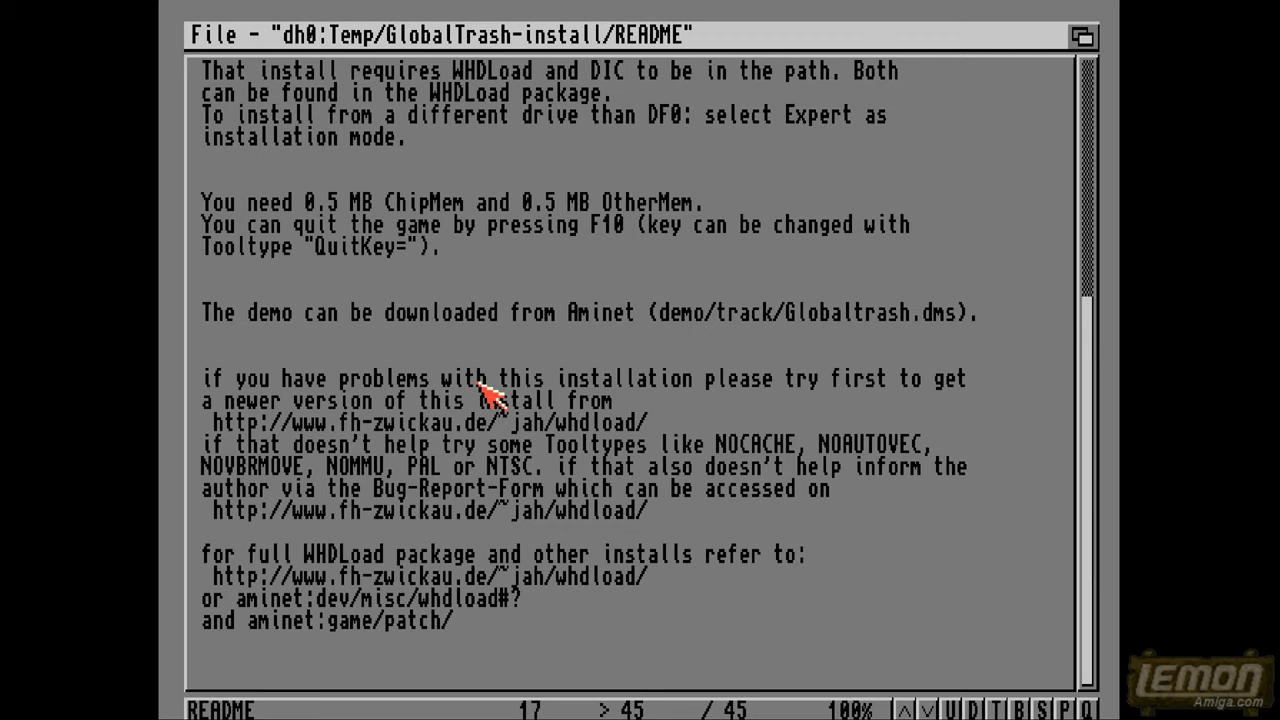 File - "dh0:Temp/GlobalTrash-install/README"
That install requires WHDLoad and DIC to be in the path. Both
can be found in the WHDLoad package.
To install from a different drive than DF0: select Expert as
installation mode.
You need 0.5 MB ChipMem and 0.5 MB OtherMem.
You can quit the game by pressing F10 (key can be changed with
Tooltype "QuitKey=").
The demo can be downloaded from Aminet (demo/track/Globaltrash.dms).
if you have problems with this installation please try first to get
a newer version of this install from
http://www.fh-zwickau.de/~jah/whdload/
if that doesn't help try some Tooltypes like NOCACHE, NOAUTOVEC,
NOVBRMOVE, NOMMU, PAL or NTSC. if that also doesn't help inform the
author via the Bug-Report-Form which can be accessed on
http://www.fh-zwickau.de/~jah/whdload/
for full WHDLoad package and other installs refer to:
http://www.fh-zwickau.de/~jah/whdload/
or aminet:dev/misc/whdload#?
and aminet:game/patch/
README 17 > 45 / 45 100% U D T B S P Q
LEMON
Amiga.com